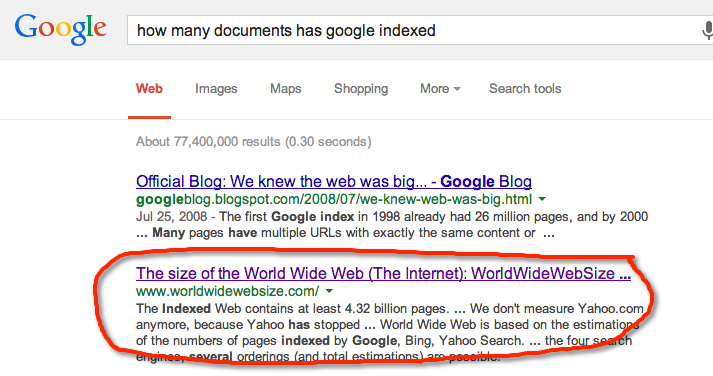 Google how many documents has google indexed
Web Images Maps Shopping More Search tools
About 77,400,000 results (0.30 seconds)
Official Blog: We knew the web was big... - Google Blog
googleblog.blogspot.com/2008/07/we-knew-web-was-big.html
Jul 25, 2008 - The first Google index in 1998 already had 26 million pages, and by 2000
... Many pages have multiple URLs with exactly the same content or ...
The size of the World Wide Web (The Internet): WorldWideWebSize ...
www.worldwidewebsize.com/
The Indexed Web contains at least 4.32 billion pages. ... We don't measure Yahoo.com
anymore, because Yahoo has stopped ... World Wide Web is based on the estimations
of the numbers of pages indexed by Google, Bing, Yahoo Search. ... the four search
engines, several orderings (and total estimations) are possible.